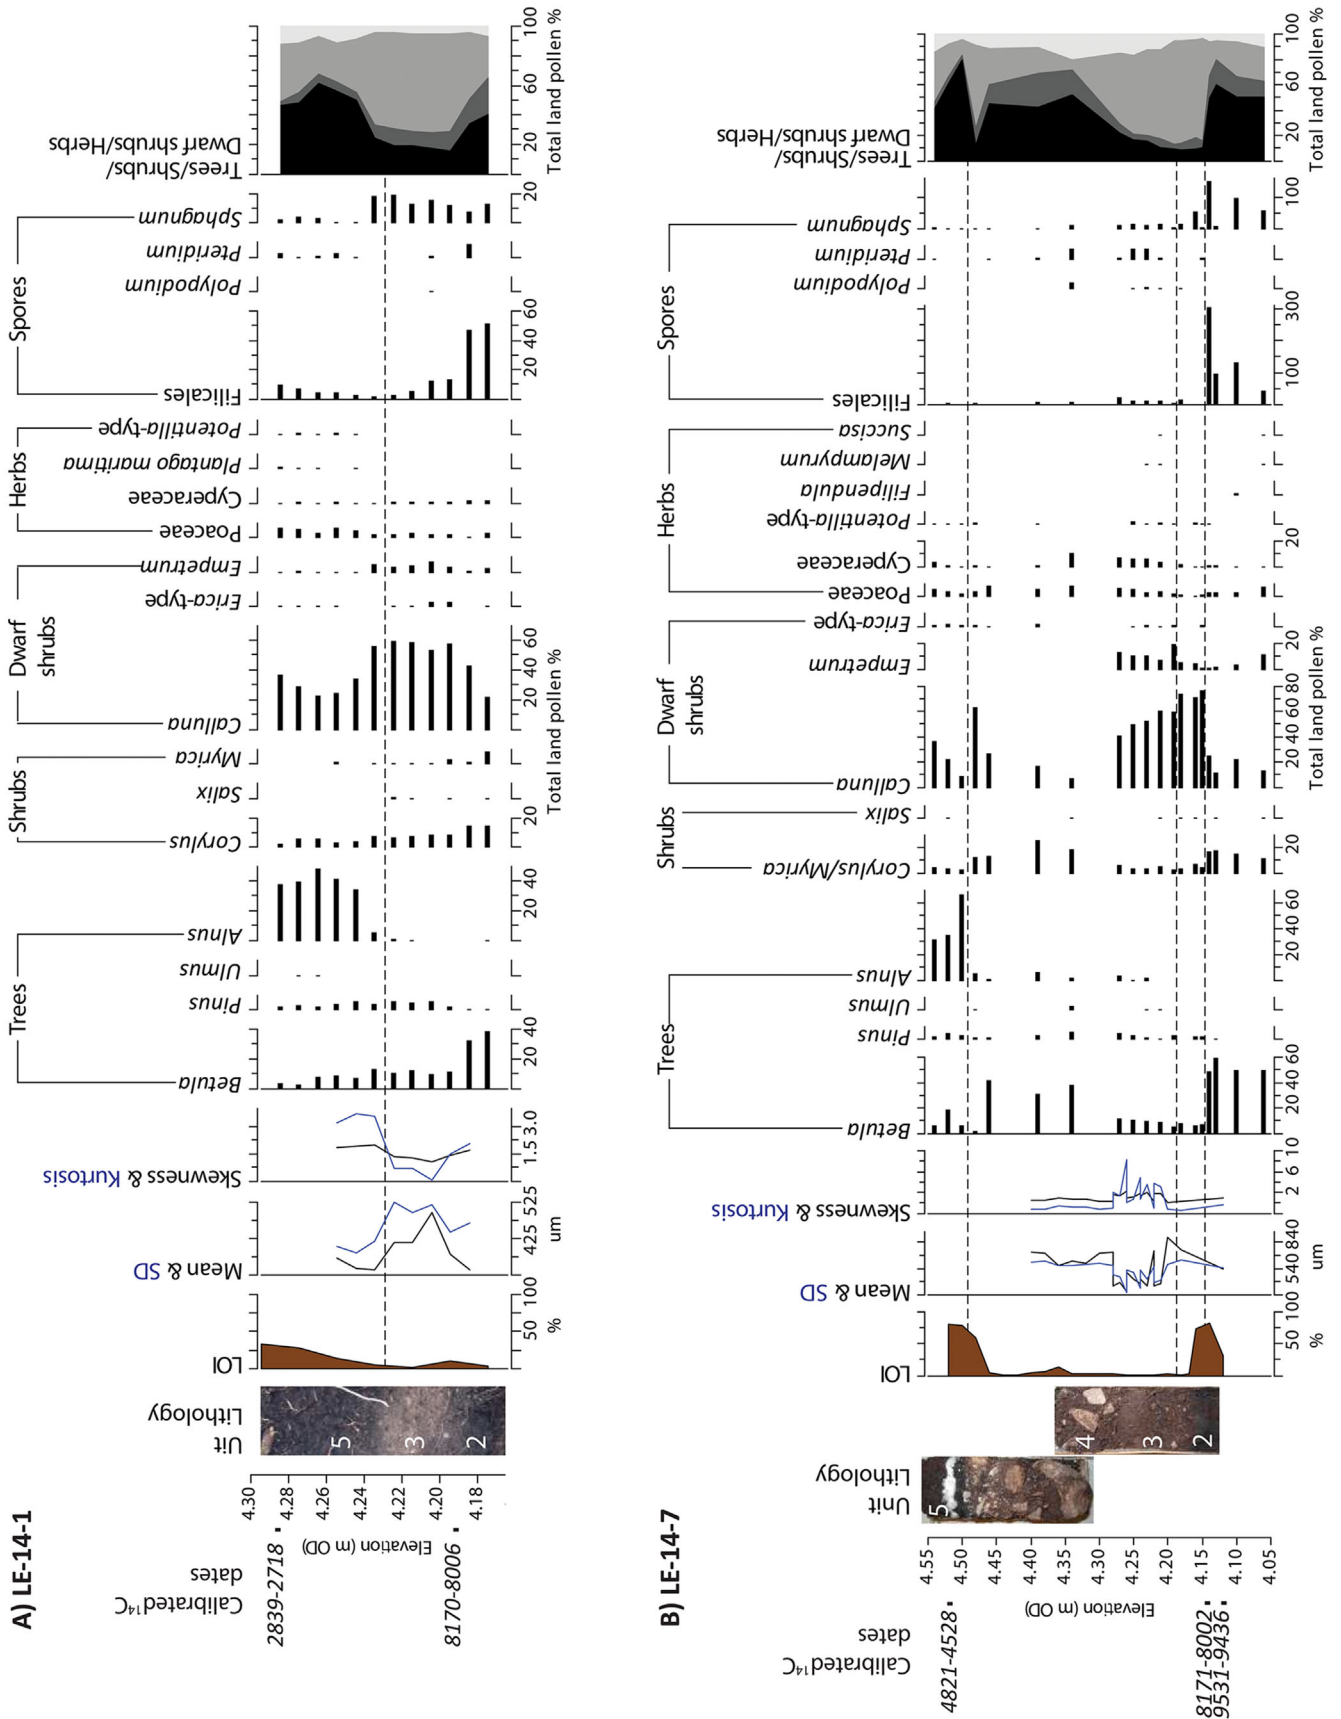 A) LE-14-1
Calibrated ¹⁴C
dates
2839-2718
8170-8006
Elevation (m OD)
4.30
4.28
4.26
4.24
4.22
4.20
4.18
Uit
Lithology
5
3
2
LOI
50 100
%
Mean & SD
425 525
um
Skewness & Kurtosis
1.5 3.0
Trees
Betula
20 40
Pinus
Ulmus
Alnus
20 40
Shrubs
Corylus
20
Salix
Myrica
Dwarf
shrubs
Calluna
20 40 60
Total land pollen %
Erica-type
Empetrum
Herbs
Poaceae
Cyperaceae
Plantago maritima
Potentilla-type
Spores
Filicales
20 40 60
Polypodium
Pteridium
Sphagnum
20
Trees/Shrubs/
Dwarf shrubs/Herbs
20 60 100
Total land pollen %
B) LE-14-7
Calibrated ¹⁴C
dates
4821-4528
8171-8002
9531-9436
Elevation (m OD)
4.55
4.50
4.45
4.40
4.35
4.30
4.25
4.20
4.15
4.10
4.05
Unit
Lithology
5
4
3
2
LOI
50 100
%
Mean & SD
00 540 840
um
Skewness & Kurtosis
2 6 10
Trees
Betula
20 40 60
Pinus
Ulmus
Alnus
20 40 60
Shrubs
Corylus/Myrica
20
Salix
Dwarf
shrubs
Calluna
20 40 60 80
Total land pollen %
Empetrum
20
Erica-type
Herbs
Poaceae
Cyperaceae
20
Potentilla-type
Filipendula
Melampyrum
Succisa
Spores
Filicales
100 300
Polypodium
Pteridium
Sphagnum
100
Trees/Shrubs/
Dwarf shrubs/Herbs
20 60 100
Total land pollen %